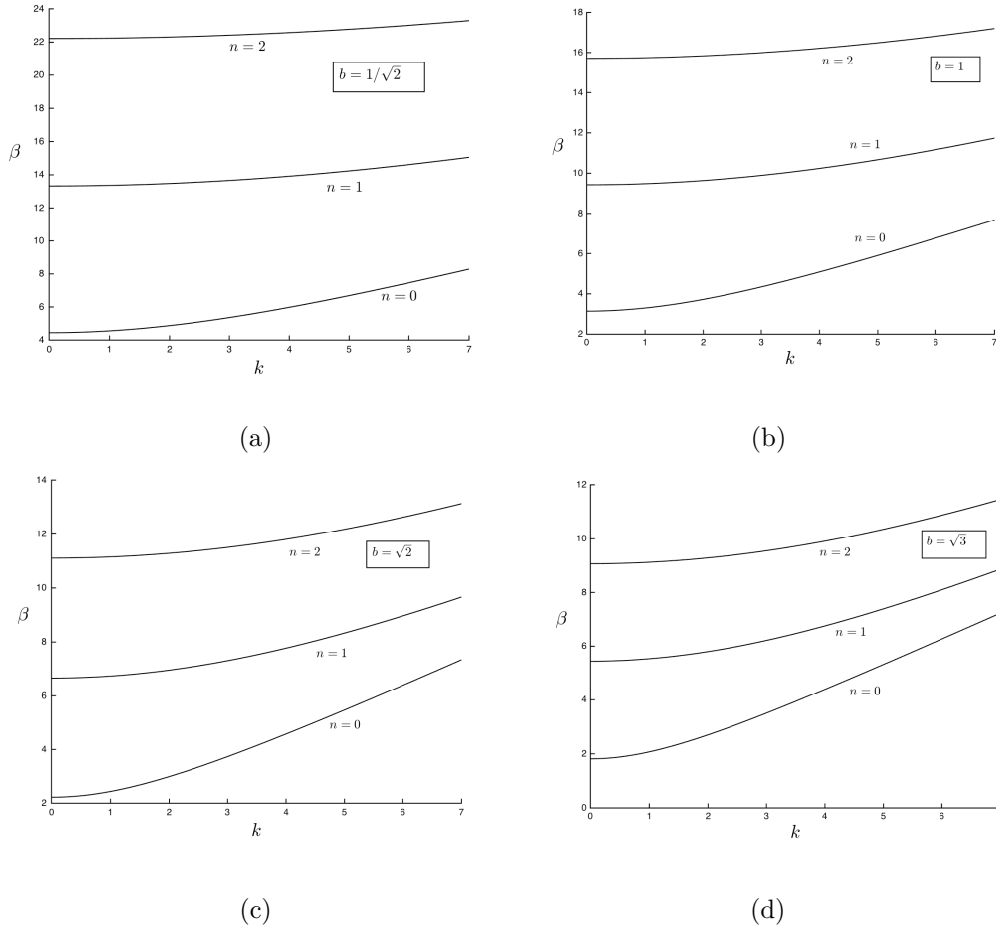 24
22
20
18
16
14
12
10
8
6
4
β
n = 2
b = 1/√2
n = 1
n = 0
0 1 2 3 4 5 6 7
k
(a)
18
16
14
12
10
8
6
4
2
β
n = 2
b = 1
n = 1
n = 0
0 1 2 3 4 5 6 7
k
(b)
14
12
10
8
6
4
2
β
n = 2
b = √2
n = 1
n = 0
0 1 2 3 4 5 6 7
k
(c)
12
10
8
6
4
2
0
β
n = 2
b = √3
n = 1
n = 0
0 1 2 3 4 5 6
k
(d)